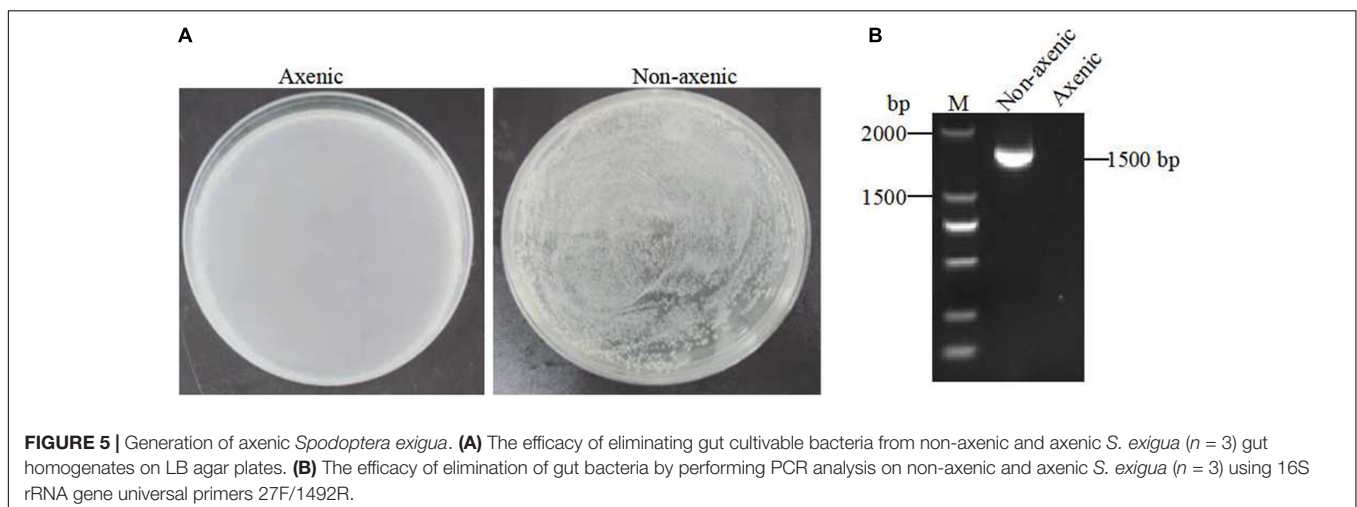 A
B
Axenic
Non-axenic
bp
M
Non-axenic
Axenic
2000
1500 bp
1500
FIGURE 5 | Generation of axenic Spodoptera exigua. (A) The efficacy of eliminating gut cultivable bacteria from non-axenic and axenic S. exigua (n = 3) gut
homogenates on LB agar plates. (B) The efficacy of elimination of gut bacteria by performing PCR analysis on non-axenic and axenic S. exigua (n = 3) using 16S
rRNA gene universal primers 27F/1492R.